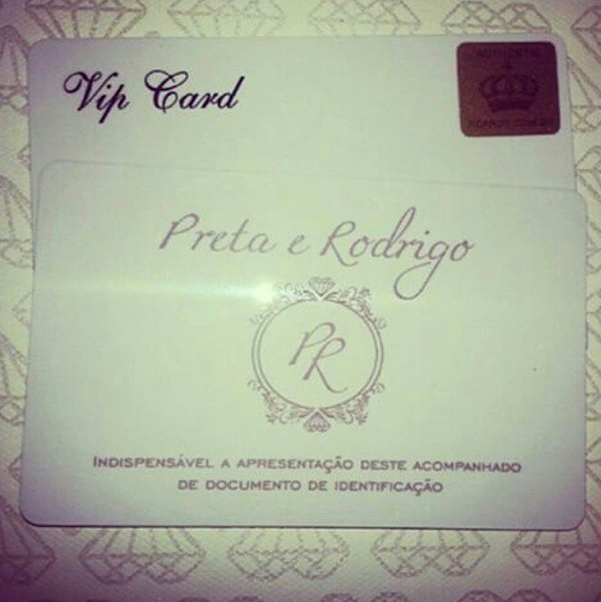 Vip Card
Preta e Rodrigo
PR
INDISPENSÁVEL A APRESENTAÇÃO DESTE ACOMPANHADO
DE DOCUMENTO DE IDENTIFICAÇÃO